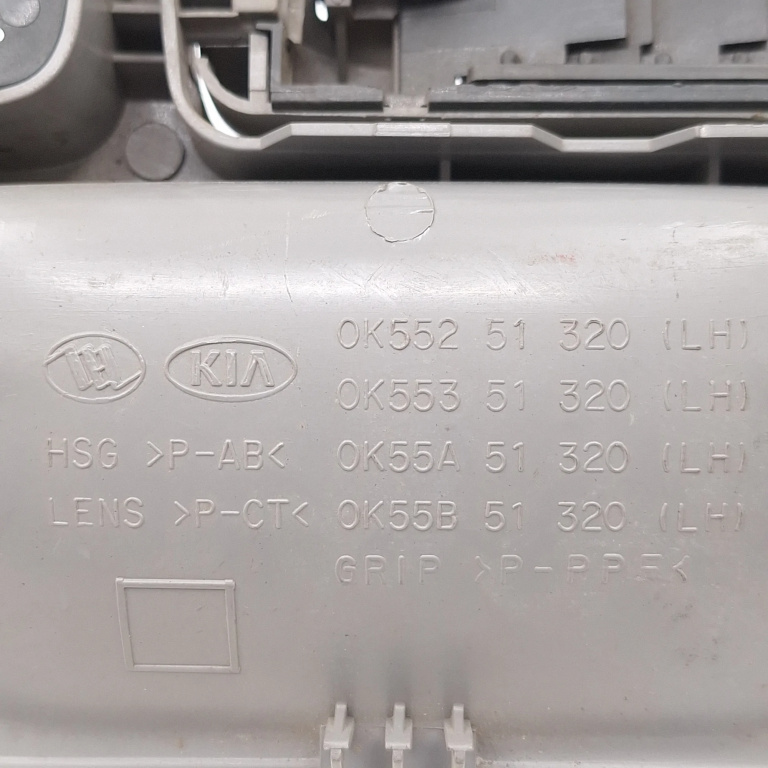 KIA
0K552 51 320 (LH)
0K553 51 320 (LH)
HSG >P-AB< 0K55A 51 320 (LH)
LENS >P-CT< 0K55B 51 320 (LH)
GRIP >P-PPF<